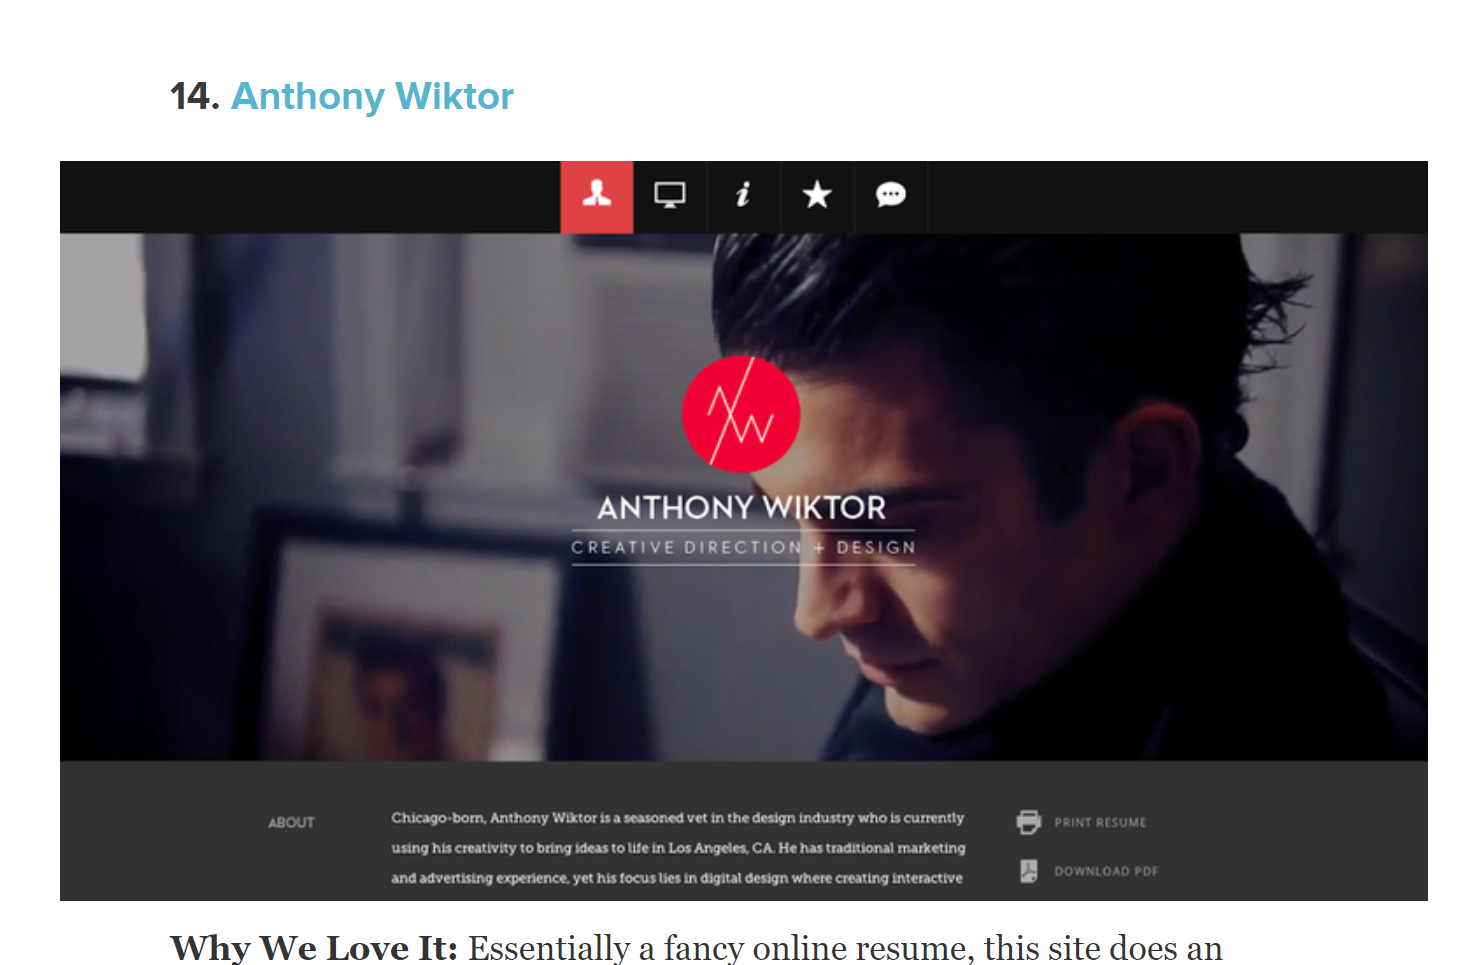 14. Anthony Wiktor
ANTHONY WIKTOR
CREATIVE DIRECTION + DESIGN
ABOUT
Chicago-born, Anthony Wiktor is a seasoned vet in the design industry who is currently
using his creativity to bring ideas to life in Los Angeles, CA. He has traditional marketing
and advertising experience, yet his focus lies in digital design where creating interactive
PRINT RESUME
DOWNLOAD PDF
Why We Love It: Essentially a fancy online resume, this site does an